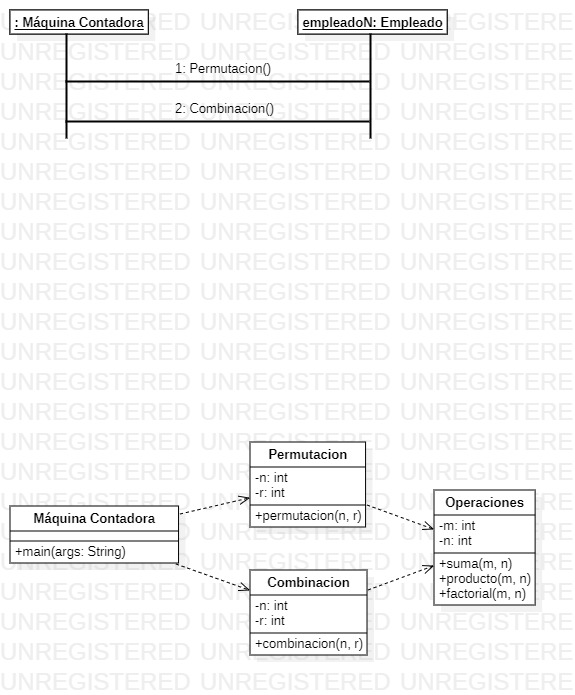 : Máquina Contadora
empleadoN: Empleado
1: Permutacion()
2: Combinacion()
Permutacion
-n: int
-r: int
+permutacion(n, r)
Máquina Contadora
+main(args: String)
Operaciones
-m: int
-n: int
+suma(m, n)
+producto(m, n)
+factorial(m, n)
Combinacion
-n: int
-r: int
+combinacion(n, r)
UNREGISTERED UNREGISTERED UNREGISTERED